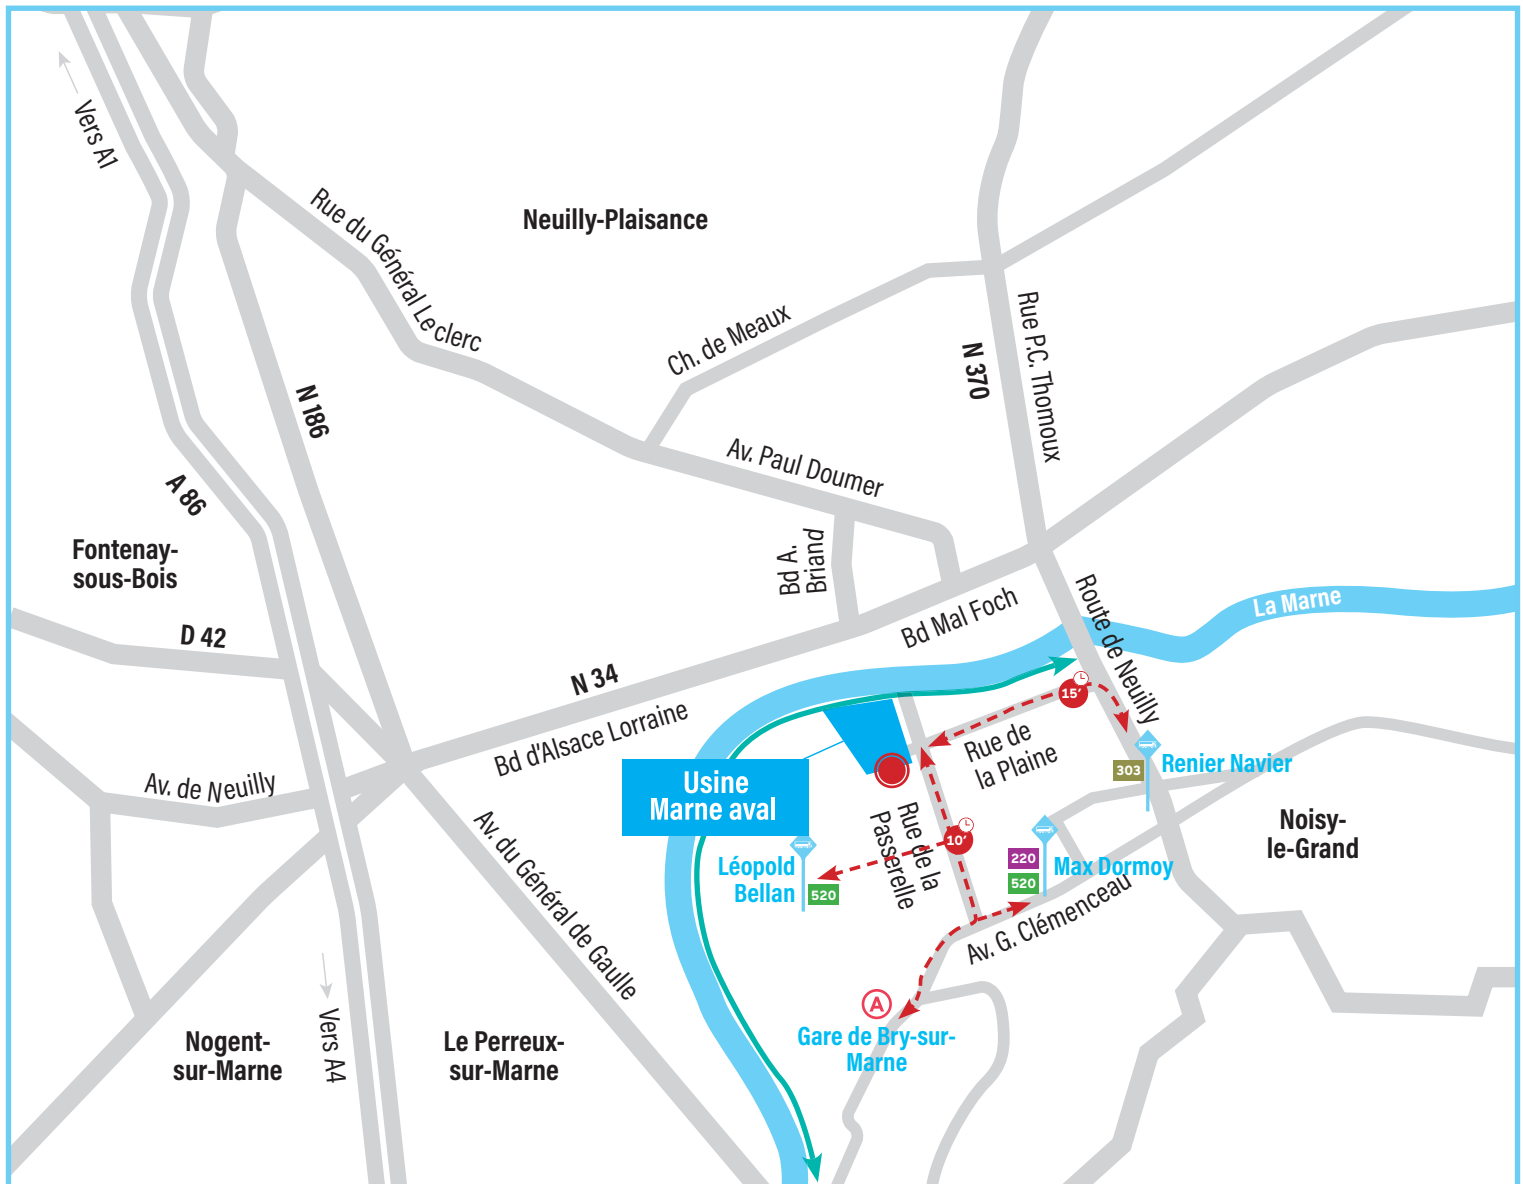 Vers A1
Rue du Général Leclerc
Neuilly-Plaisance
Ch. de Meaux
N 370
Rue P.C. Thomoux
N 186
A 86
Av. Paul Doumer
Fontenay-
sous-Bois
Bd A.
Briand
D 42
N 34
Bd Mal Foch
Route de Neuilly
La Marne
Bd d'Alsace Lorraine
15'
Rue de
la Plaine
Av. de Neuilly
Usine
Marne aval
303
Renier Navier
Noisy-
le-Grand
Av. du Général de Gaulle
Rue de la
Passerelle
10'
Léopold
Bellan
520
220
520
Max Dormoy
Av. G. Clémenceau
A
Gare de Bry-sur-
Marne
Nogent-
sur-Marne
Vers A4
Le Perreux-
sur-Marne